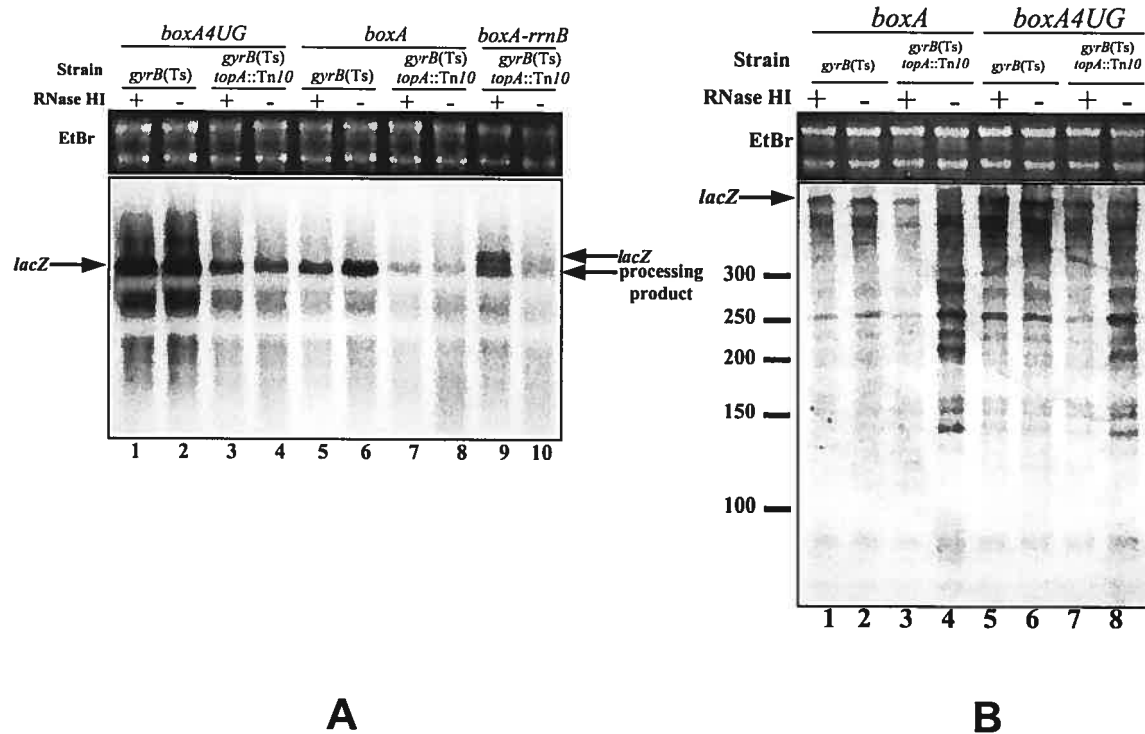 boxA4UG boxA boxA-rrnB
gyrB(Ts) gyrB(Ts) gyrB(Ts)
Strain gyrB(Ts) topA::Tn10 gyrB(Ts) topA::Tn10 topA::Tn10
RNase HI + - + - + - + - + -
EtBr
lacZ
lacZ
processing
product
1 2 3 4 5 6 7 8 9 10
A
boxA boxA4UG
gyrB(Ts) gyrB(Ts)
Strain gyrB(Ts) topA::Tn10 gyrB(Ts) topA::Tn10
RNase HI + - + - + - + -
EtBr
lacZ
300
250
200
150
100
1 2 3 4 5 6 7 8
B